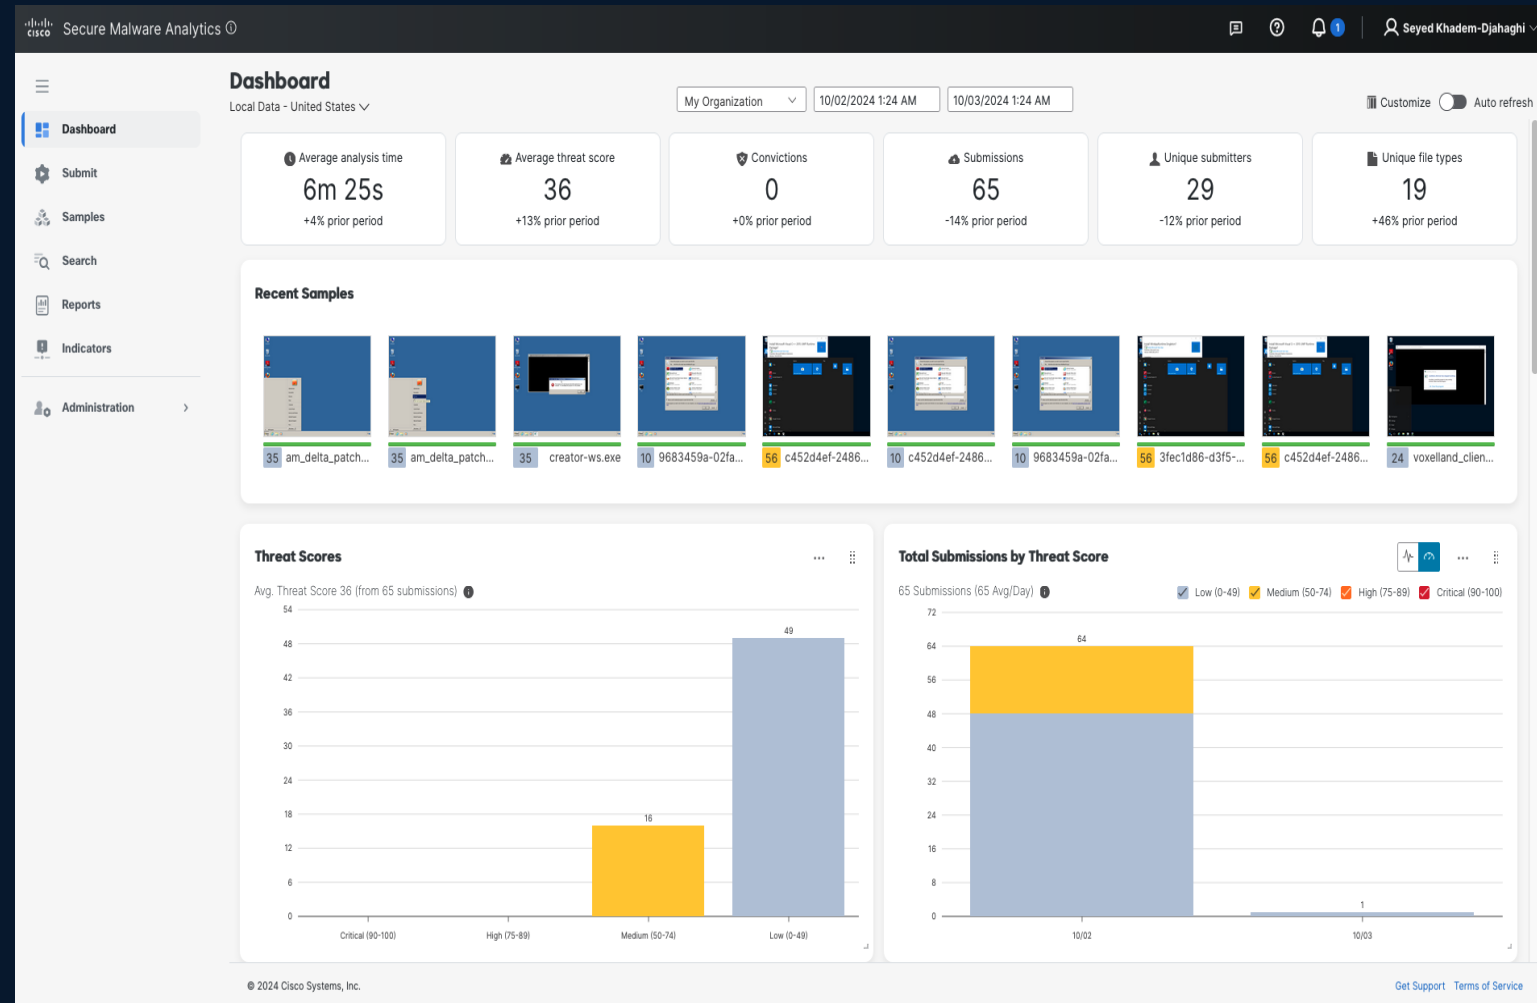 cisco Secure Malware Analytics
1 Seyed Khadem-Djahaghi
Dashboard
Local Data - United States
My Organization 10/02/2024 1:24 AM 10/03/2024 1:24 AM
Customize Auto refresh
Dashboard
Submit
Samples
Search
Reports
Indicators
Administration
Average analysis time
6m 25s
+4% prior period
Average threat score
36
+13% prior period
Convictions
0
+0% prior period
Submissions
65
-14% prior period
Unique submitters
29
-12% prior period
Unique file types
19
+46% prior period
Recent Samples
35 am_delta_patch...
35 am_delta_patch...
35 creator-ws.exe
10 9683459a-02fa...
56 c452d4ef-2486...
10 c452d4ef-2486...
10 9683459a-02fa...
56 3fec1d86-d3f5-...
56 c452d4ef-2486...
24 voxelland_clien...
Threat Scores
Avg. Threat Score 36 (from 65 submissions)
54
48
42
36
30
24
18
12
6
0
49
16
Critical (90-100) High (75-89) Medium (50-74) Low (0-49)
Total Submissions by Threat Score
65 Submissions (65 Avg/Day)
Low (0-49) Medium (50-74) High (75-89) Critical (90-100)
72
64
56
48
40
32
24
16
8
0
64
1
10/02 10/03
© 2024 Cisco Systems, Inc.
Get Support Terms of Service